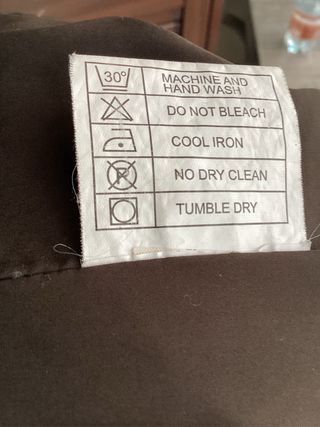 30° MACHINE AND
HAND WASH
DO NOT BLEACH
COOL IRON
P NO DRY CLEAN
TUMBLE DRY